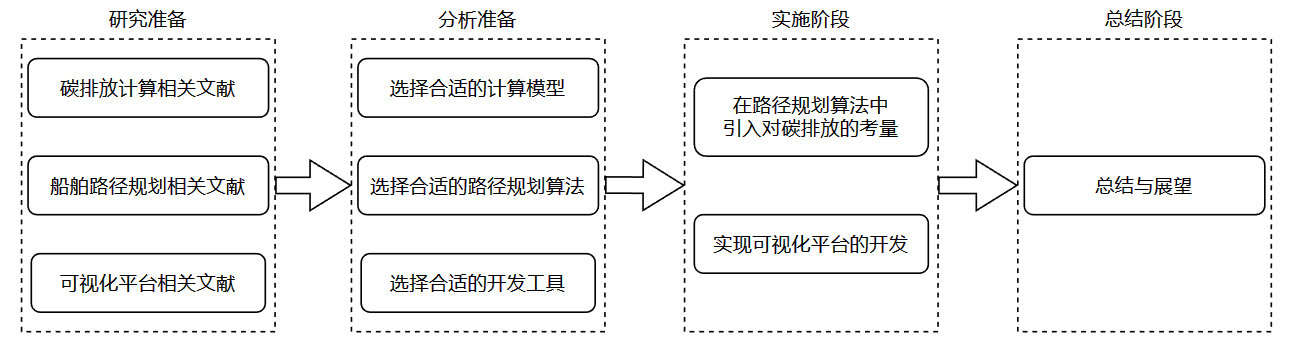 研究准备
碳排放计算相关文献
船舶路径规划相关文献
可视化平台相关文献
分析准备
选择合适的计算模型
选择合适的路径规划算法
选择合适的开发工具
实施阶段
在路径规划算法中
引入对碳排放的考量
实现可视化平台的开发
总结阶段
总结与展望